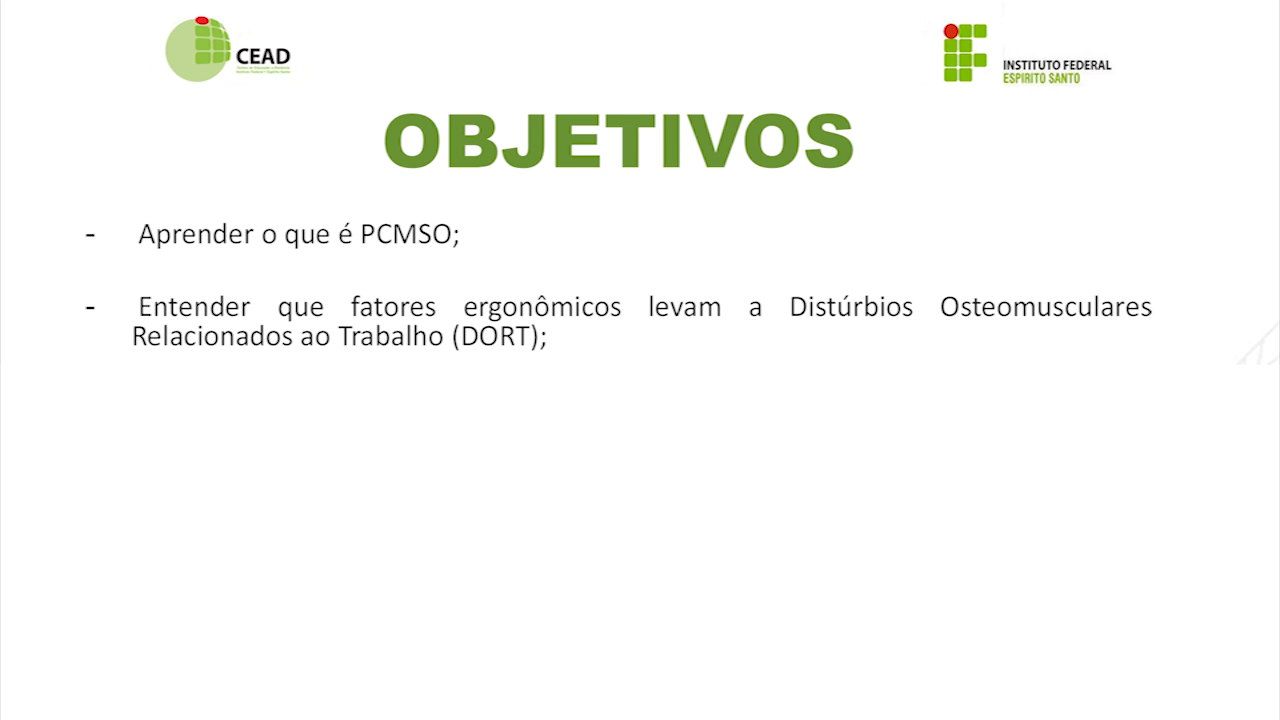 CEAD
INSTITUTO FEDERAL
ESPÍRITO SANTO
OBJETIVOS
- Aprender o que é PCMSO;
- Entender que fatores ergonômicos levam a Distúrbios Osteomusculares
Relacionados ao Trabalho (DORT);